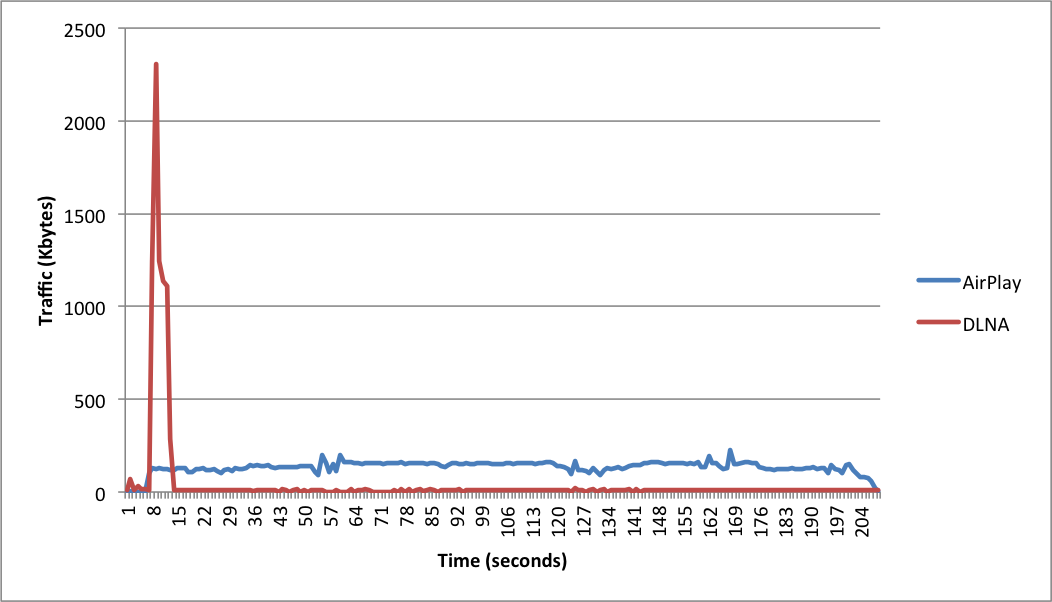 2500
2000
1500
1000
500
0
Traffic (Kbytes)
1 8 15 22 29 36 43 50 57 64 71 78 85 92 99 106 113 120 127 134 141 148 155 162 169 176 183 190 197 204
Time (seconds)
AirPlay
DLNA